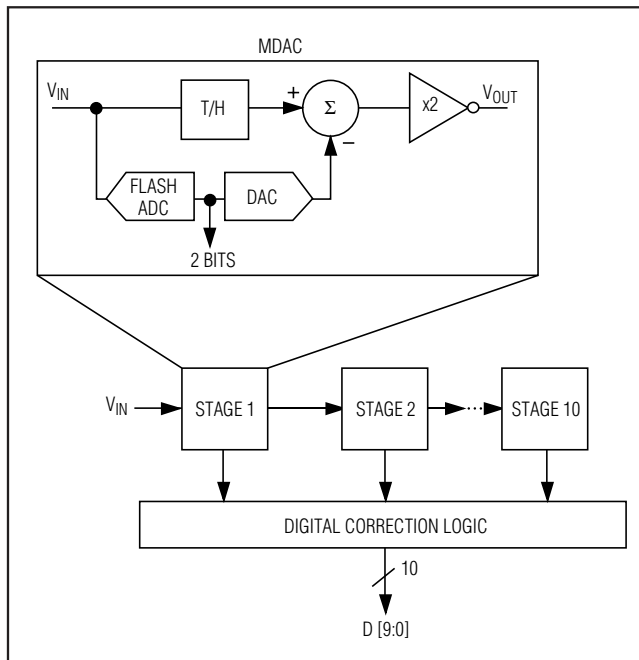 MDAC
VIN
T/H
+
Σ
−
x2
VOUT
FLASH
ADC
DAC
2 BITS
VIN
STAGE 1
STAGE 2
...
STAGE 10
DIGITAL CORRECTION LOGIC
10
D [9:0]